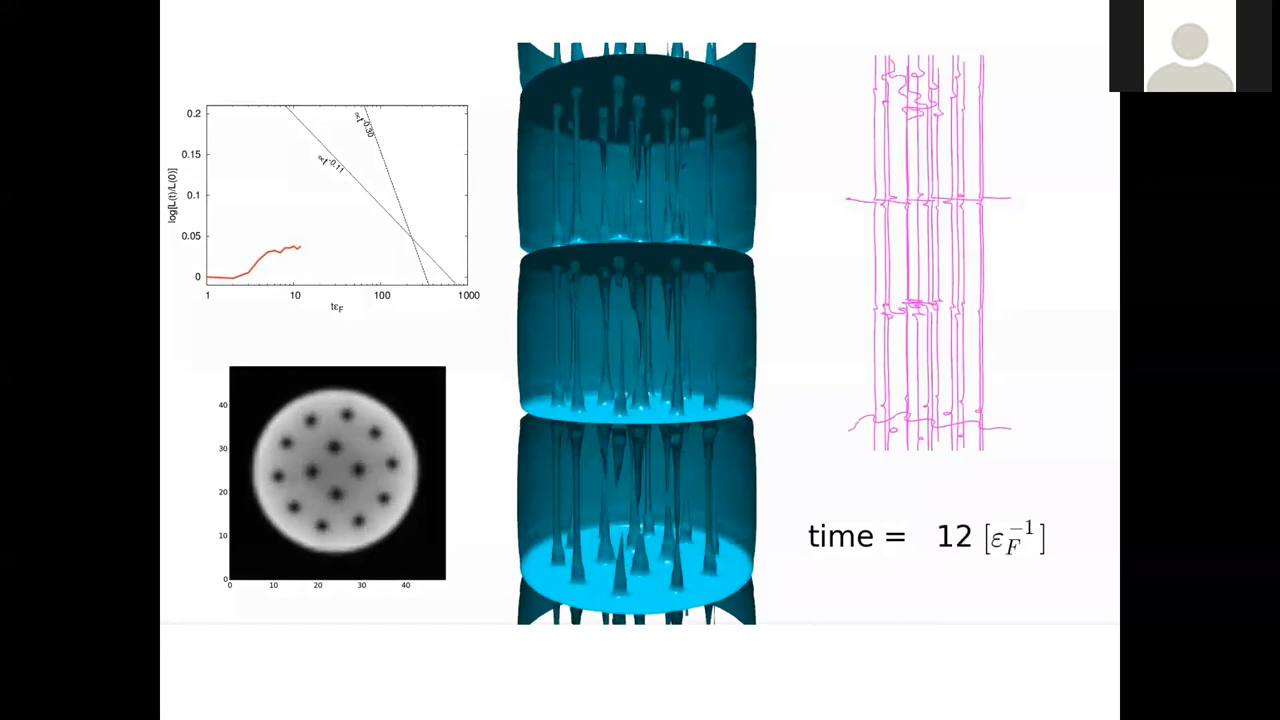 0.2
0.15
0.1
0.05
0
log[L(t)/L(0)]
∝t^-0.11
∝t^-0.30
1 10 100 1000
tε_F
40
30
20
10
0
0 10 20 30 40
time = 12 [ε_F^-1]